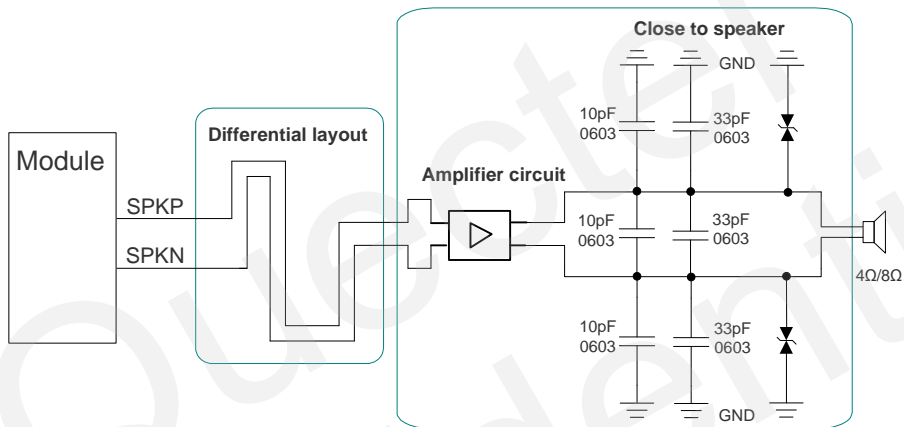 Close to speaker
GND
10pF
0603
33pF
0603
Differential layout
Module
Amplifier circuit
SPKP
SPKN
10pF
0603
33pF
0603
4Ω/8Ω
10pF
0603
33pF
0603
GND
Quectel